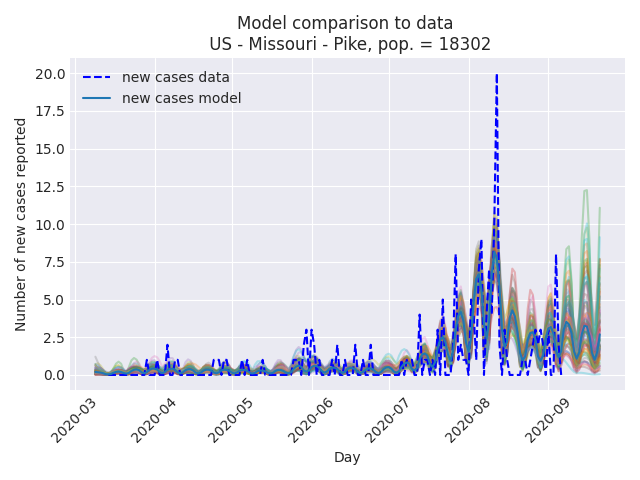 Model comparison to data
US - Missouri - Pike, pop. = 18302
new cases data
new cases model
Number of new cases reported
20.0
17.5
15.0
12.5
10.0
7.5
5.0
2.5
0.0
2020-03
2020-04
2020-05
2020-06
2020-07
2020-08
2020-09
Day